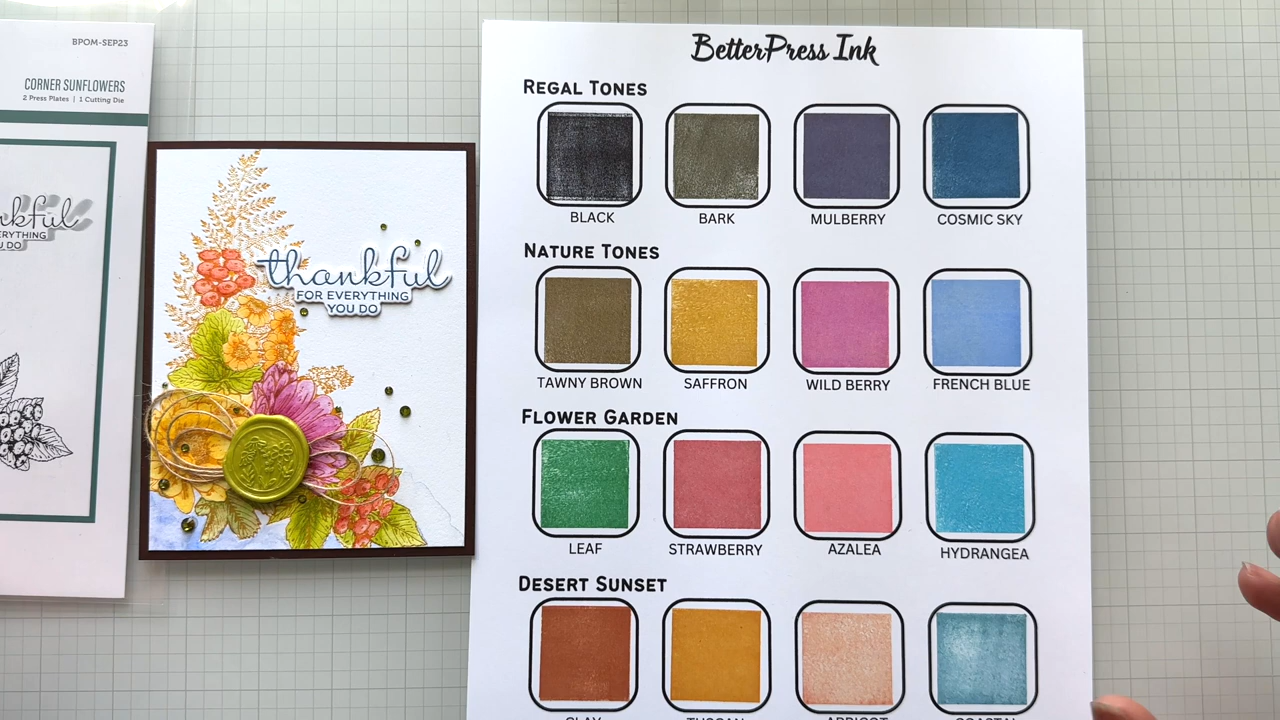 BPOM-SEP23
CORNER SUNFLOWERS
2 Press Plates | 1 Cutting Die
thankful
FOR EVERYTHING
YOU DO
BetterPress Ink
REGAL TONES
BLACK BARK MULBERRY COSMIC SKY
NATURE TONES
TAWNY BROWN SAFFRON WILD BERRY FRENCH BLUE
FLOWER GARDEN
LEAF STRAWBERRY AZALEA HYDRANGEA
DESERT SUNSET